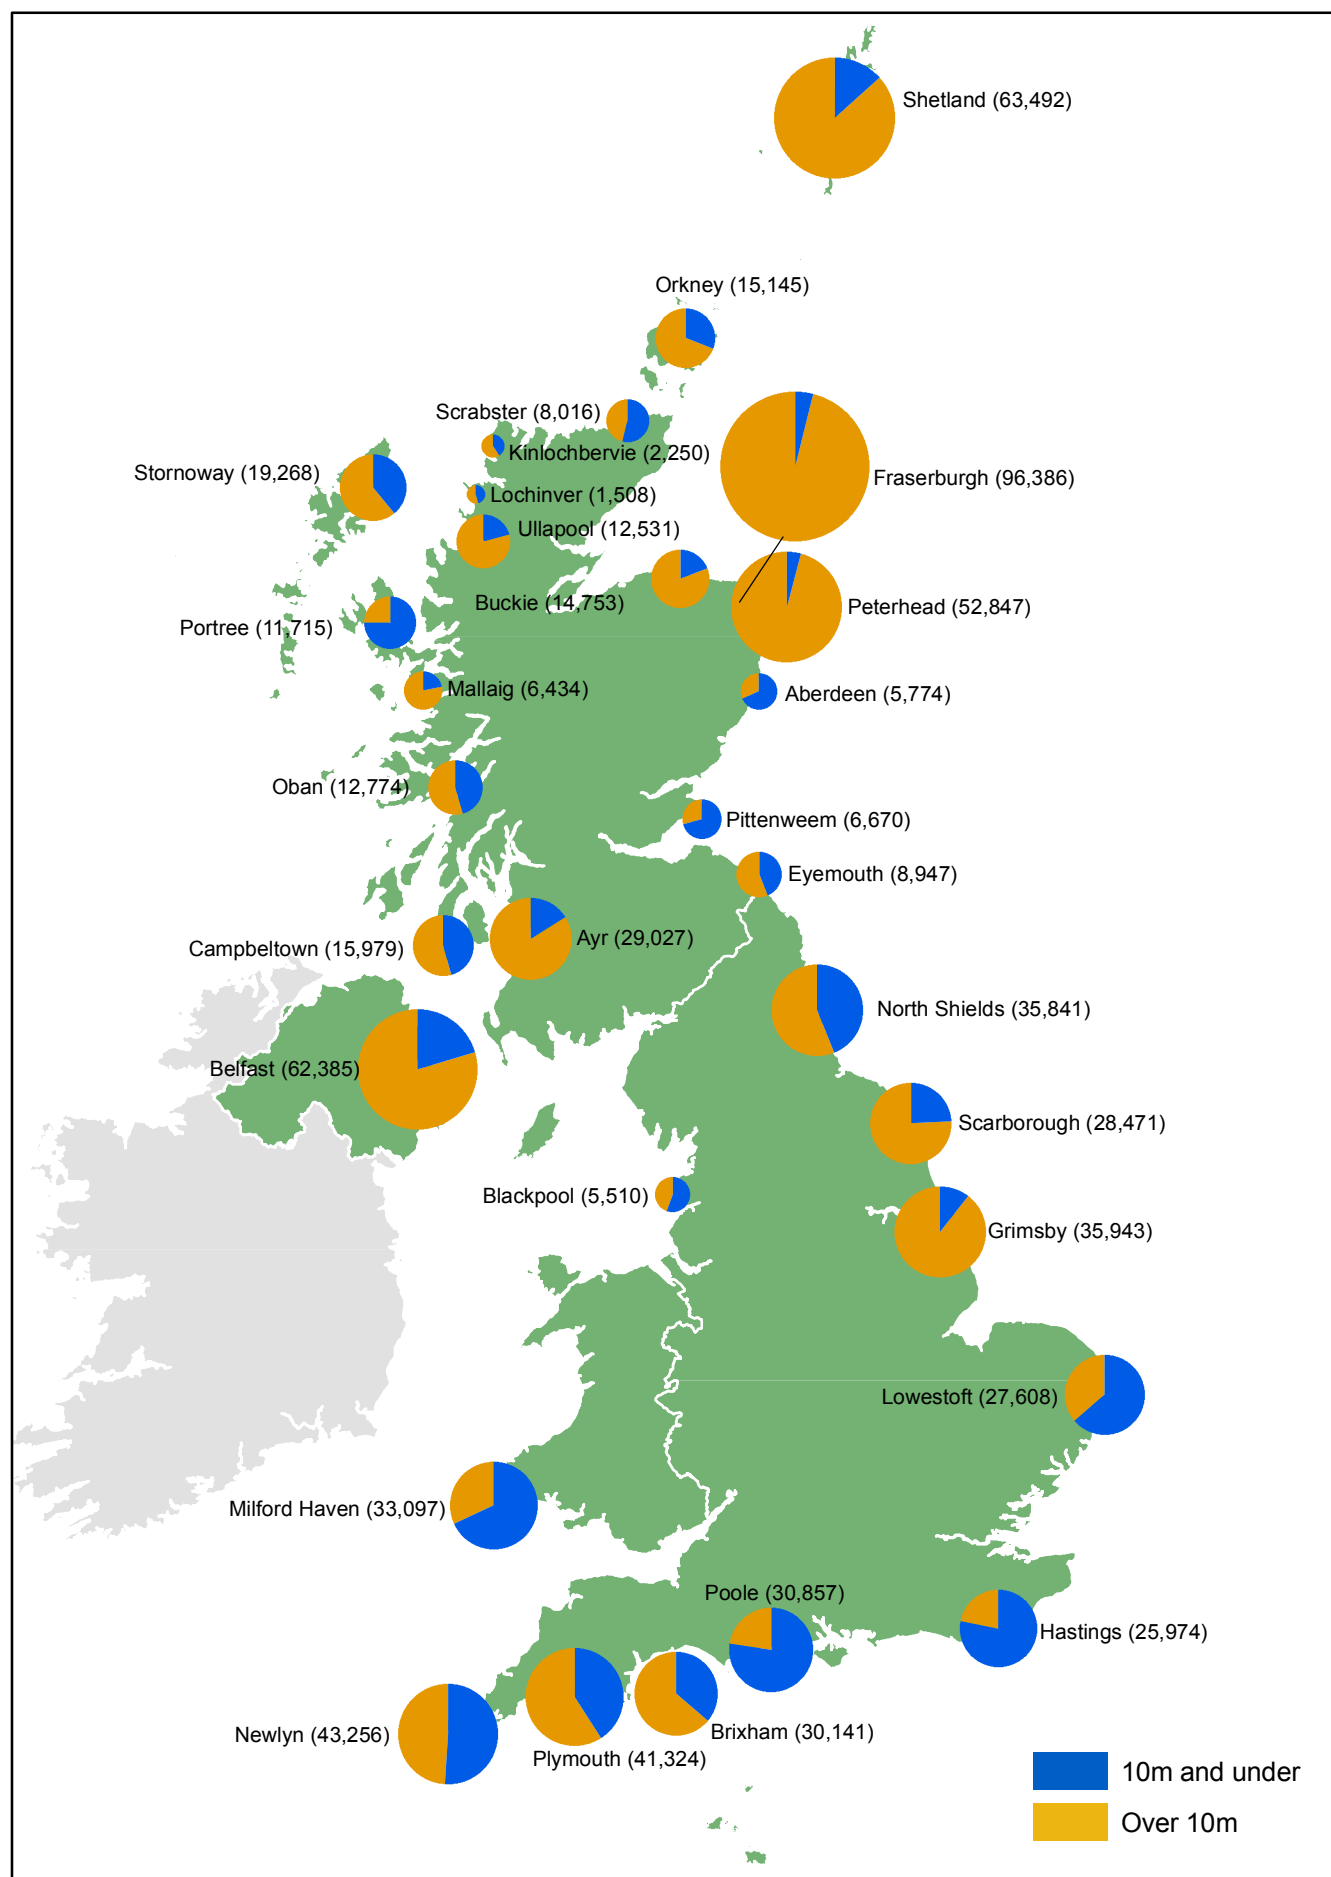 Shetland (63,492)
Orkney (15,145)
Scrabster (8,016)
Kinlochbervie (2,250)
Stornoway (19,268)
Fraserburgh (96,386)
Lochinver (1,508)
Ullapool (12,531)
Buckie (14,753)
Peterhead (52,847)
Portree (11,715)
Mallaig (6,434)
Aberdeen (5,774)
Oban (12,774)
Pittenweem (6,670)
Eyemouth (8,947)
Campbeltown (15,979)
Ayr (29,027)
North Shields (35,841)
Belfast (62,385)
Scarborough (28,471)
Blackpool (5,510)
Grimsby (35,943)
Lowestoft (27,608)
Milford Haven (33,097)
Poole (30,857)
Hastings (25,974)
Newlyn (43,256)
Brixham (30,141)
Plymouth (41,324)
10m and under
Over 10m